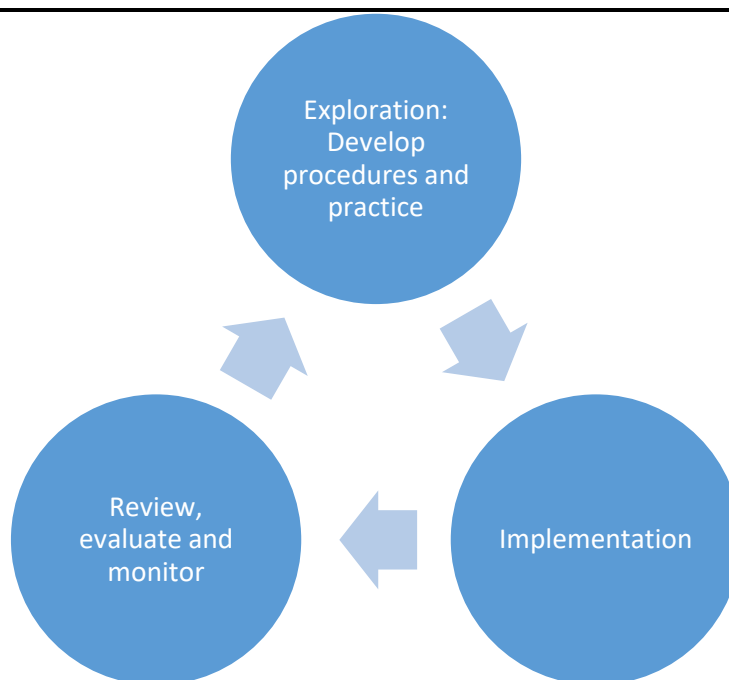 Exploration:
Develop
procedures and
practice
Implementation
Review,
evaluate and
monitor